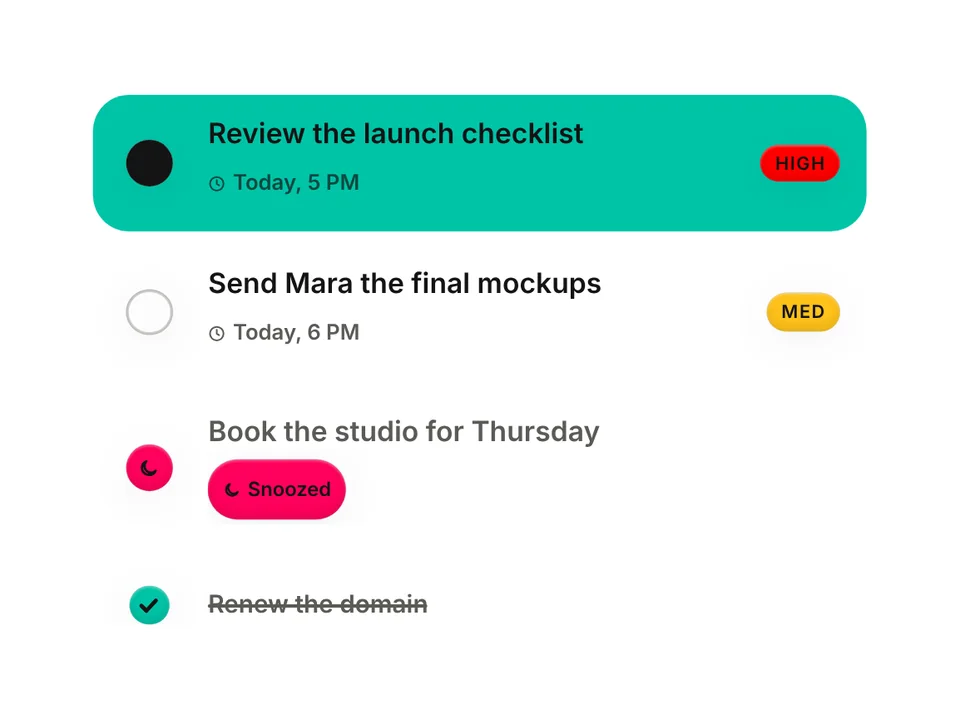 Review the launch checklist
Today, 5 PM
HIGH
Send Mara the final mockups
Today, 6 PM
MED
Book the studio for Thursday
Snoozed
Renew the domain